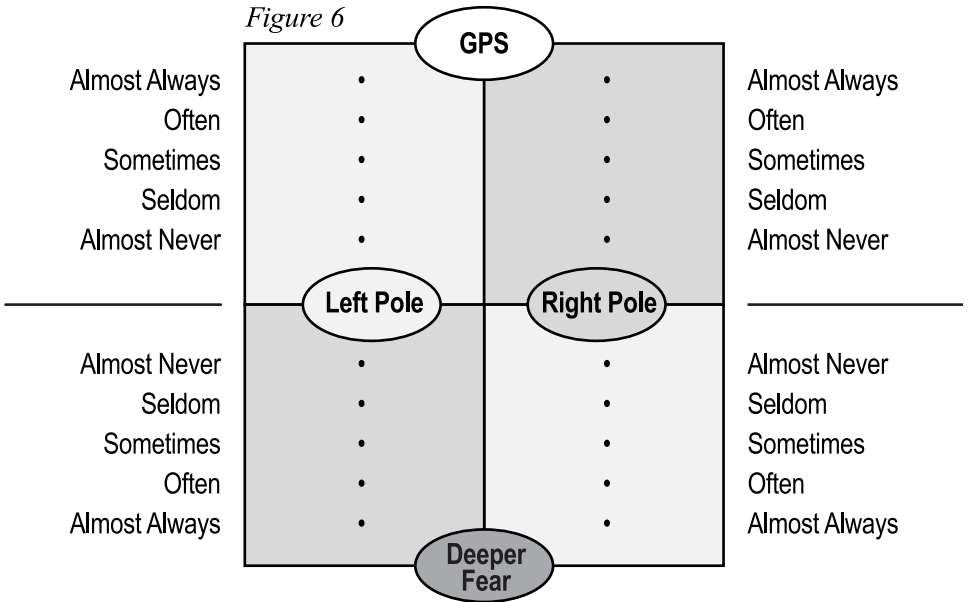 Figure 6
GPS
Almost Always Almost Always
Often Often
Sometimes Sometimes
Seldom Seldom
Almost Never Almost Never
Left Pole Right Pole
Almost Never Almost Never
Seldom Seldom
Sometimes Sometimes
Often Often
Almost Always Almost Always
Deeper
Fear